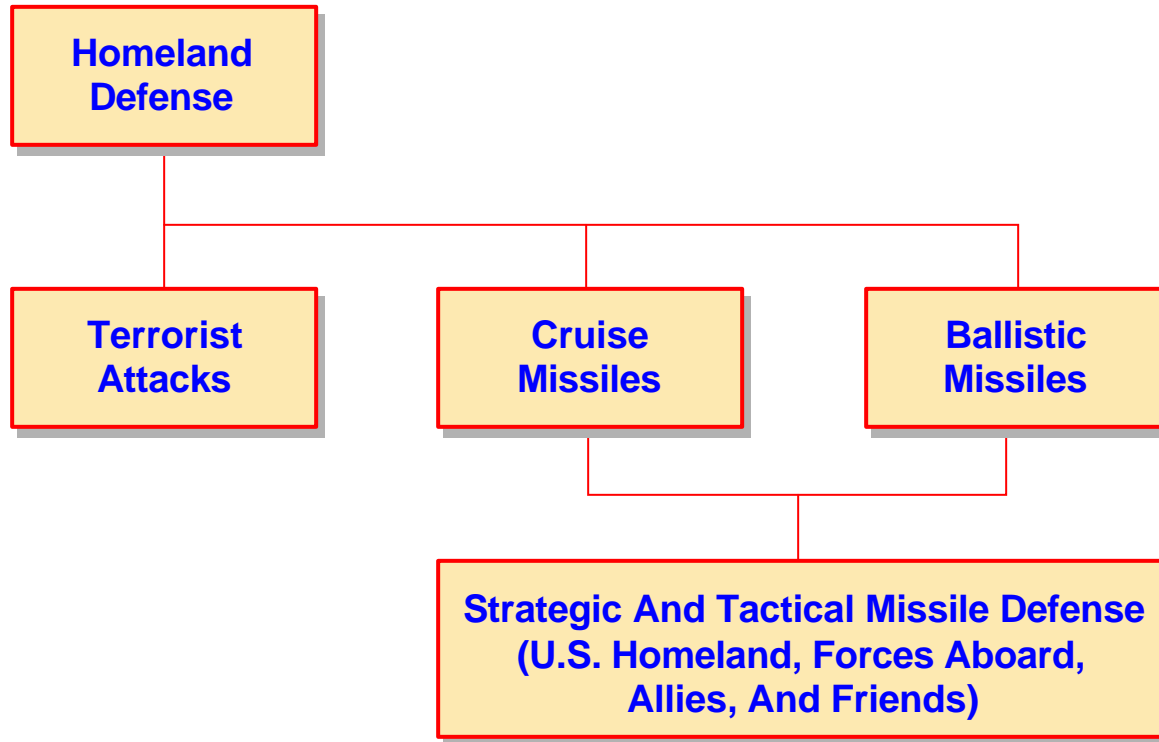 Homeland
Defense
Terrorist
Attacks
Cruise
Missiles
Ballistic
Missiles
Strategic And Tactical Missile Defense
(U.S. Homeland, Forces Aboard,
Allies, And Friends)